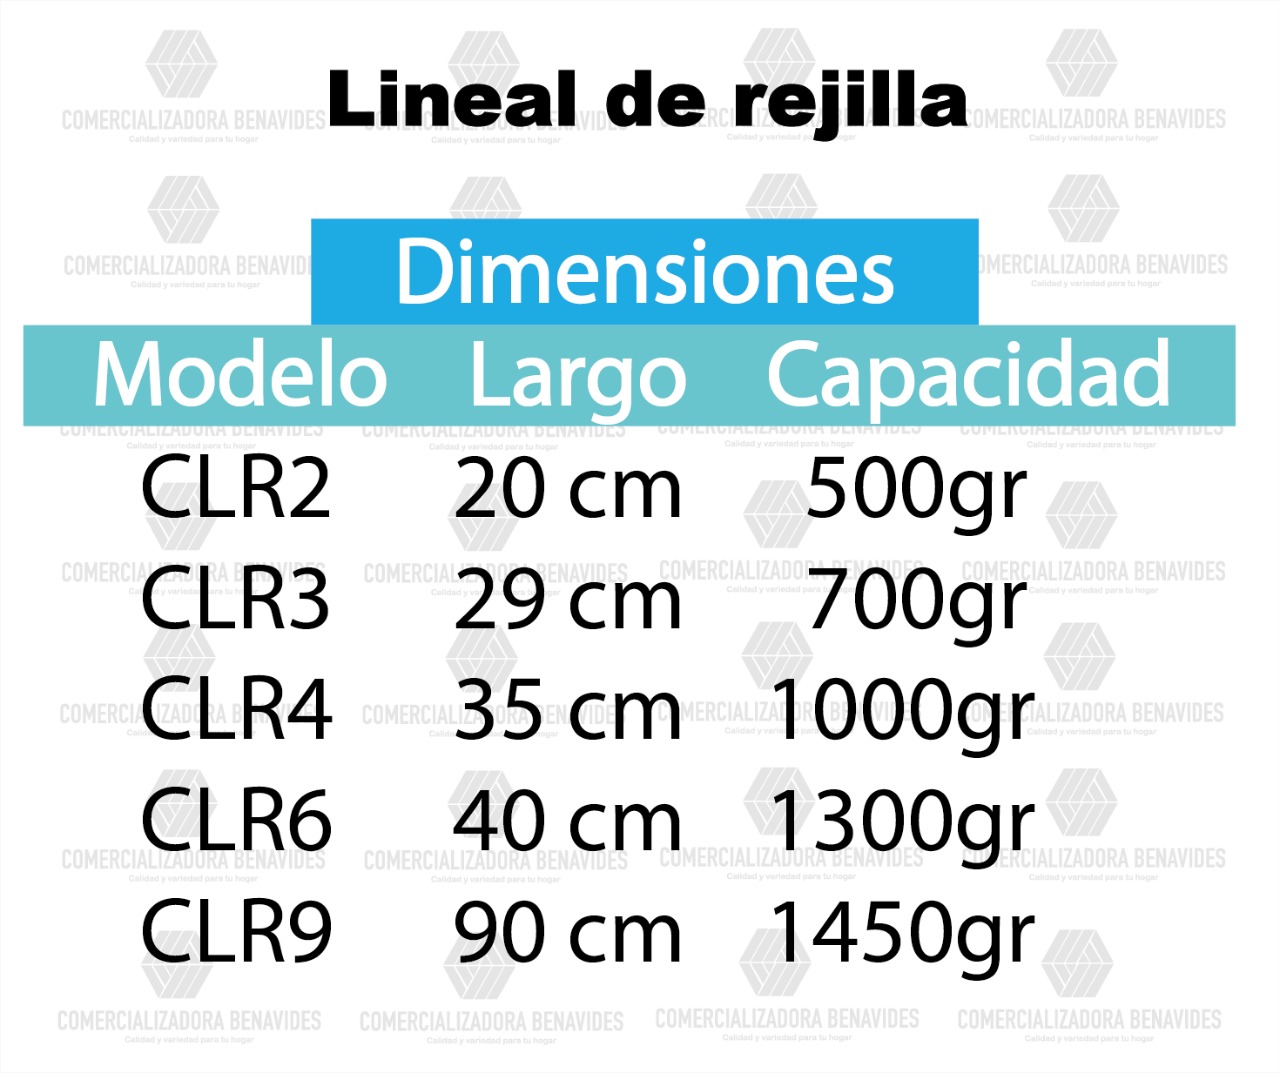 Lineal de rejilla
Dimensiones
Modelo Largo Capacidad
CLR2 20 cm 500gr
CLR3 29 cm 700gr
CLR4 35 cm 1000gr
CLR6 40 cm 1300gr
CLR9 90 cm 1450gr
COMERCIALIZADORA BENAVIDES
Calidad y variedad para tu hogar